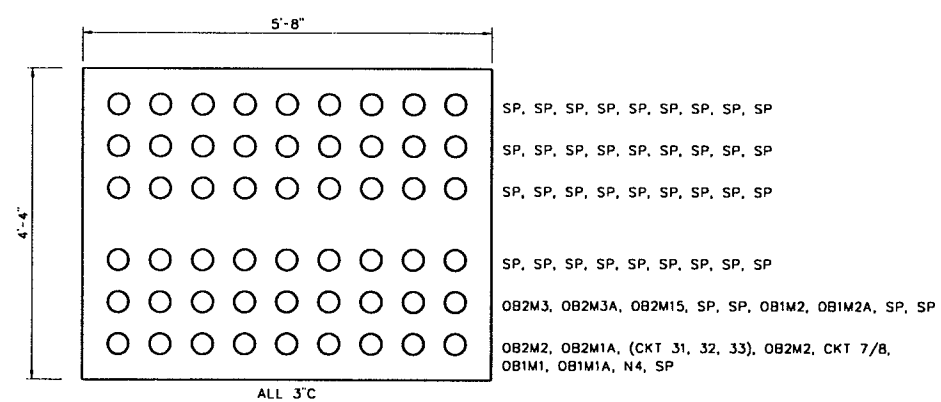 5'-8"
4'-4"
SP, SP, SP, SP, SP, SP, SP, SP, SP
SP, SP, SP, SP, SP, SP, SP, SP, SP
SP, SP, SP, SP, SP, SP, SP, SP, SP
SP, SP, SP, SP, SP, SP, SP, SP, SP
OB2M3, OB2M3A, OB2M15, SP, SP, OB1M2, OB1M2A, SP, SP
OB2M2, OB2M1A, (CKT 31, 32, 33), OB2M2, CKT 7/8,
OB1M1, OB1M1A, N4, SP
ALL 3"C